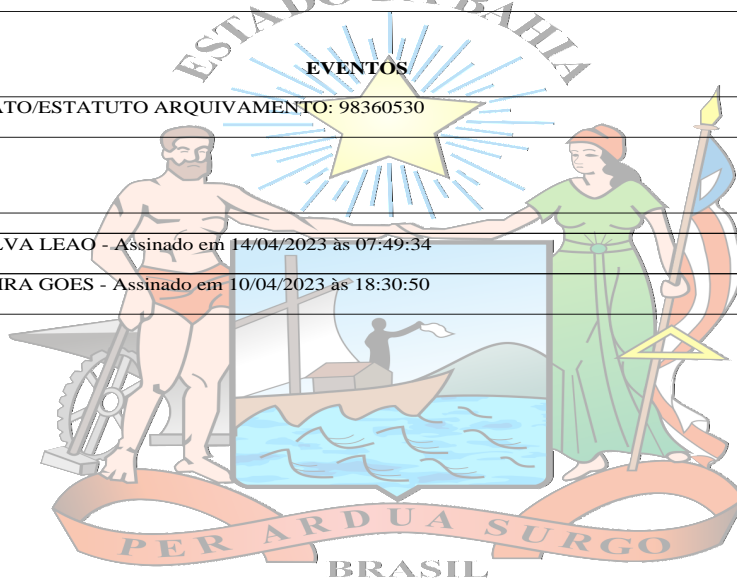 ESTADO DA BAHIA
EVENTOS
ATO/ESTATUTO ARQUIVAMENTO: 98360530
LVA LEAO - Assinado em 14/04/2023 às 07:49:34
IRA GOES - Assinado em 10/04/2023 às 18:30:50
PER ARDUA SURGO
BRASIL